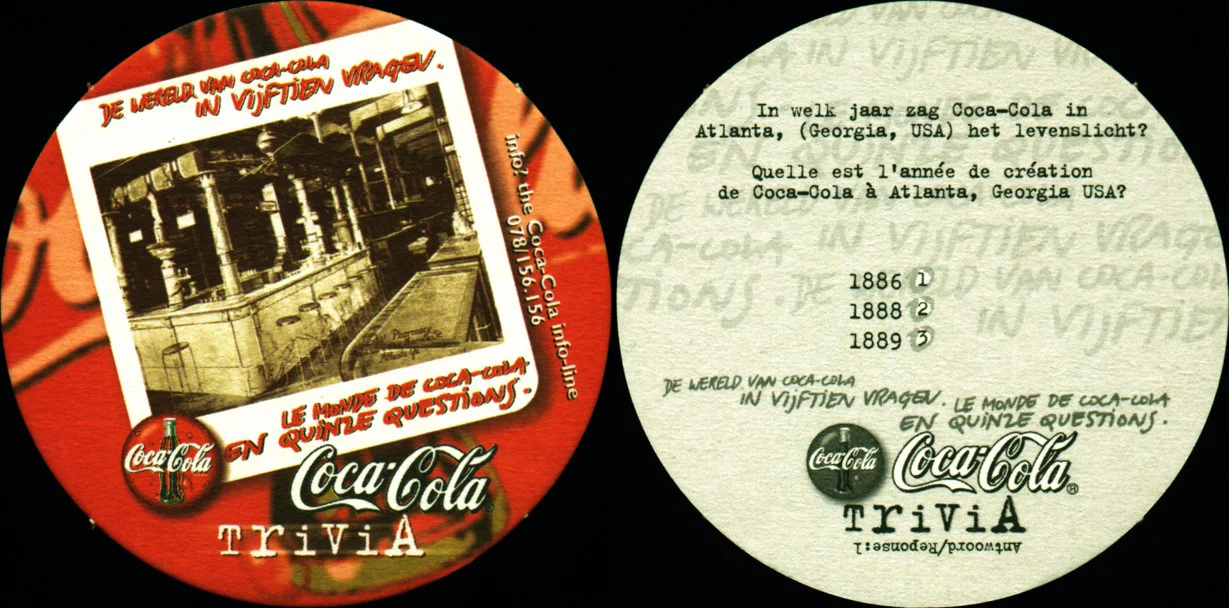 DE WERELD VAN COCA-COLA
IN VIJFTIEN VRAGEN.
info? the Coca-Cola info-line
078/156.156
Pharmacy
LE MONDE DE COCA-COLA
EN QUINZE QUESTIONS.
Coca-Cola
Coca-Cola
TRiViA
In welk jaar zag Coca-Cola in
Atlanta, (Georgia, USA) het levenslicht?
Quelle est l'année de création
de Coca-Cola à Atlanta, Georgia USA?
1886 1
1888 2
1889 3
DE WERELD VAN COCA-COLA
IN VIJFTIEN VRAGEN.
LE MONDE DE COCA-COLA
EN QUINZE QUESTIONS.
Coca-Cola
Coca-Cola®
TRiViA
Antwoord/Reponse:1